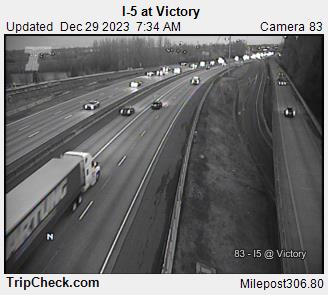 I-5 at Victory
Updated Dec 29 2023 7:34 AM Camera 83
N
83 - I5 @ Victory
TripCheck.com Milepost306.80